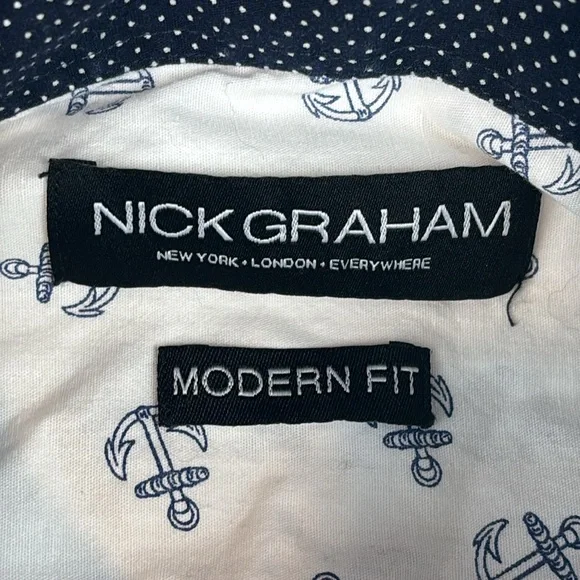 NICK GRAHAM
NEW YORK • LONDON • EVERYWHERE
MODERN FIT